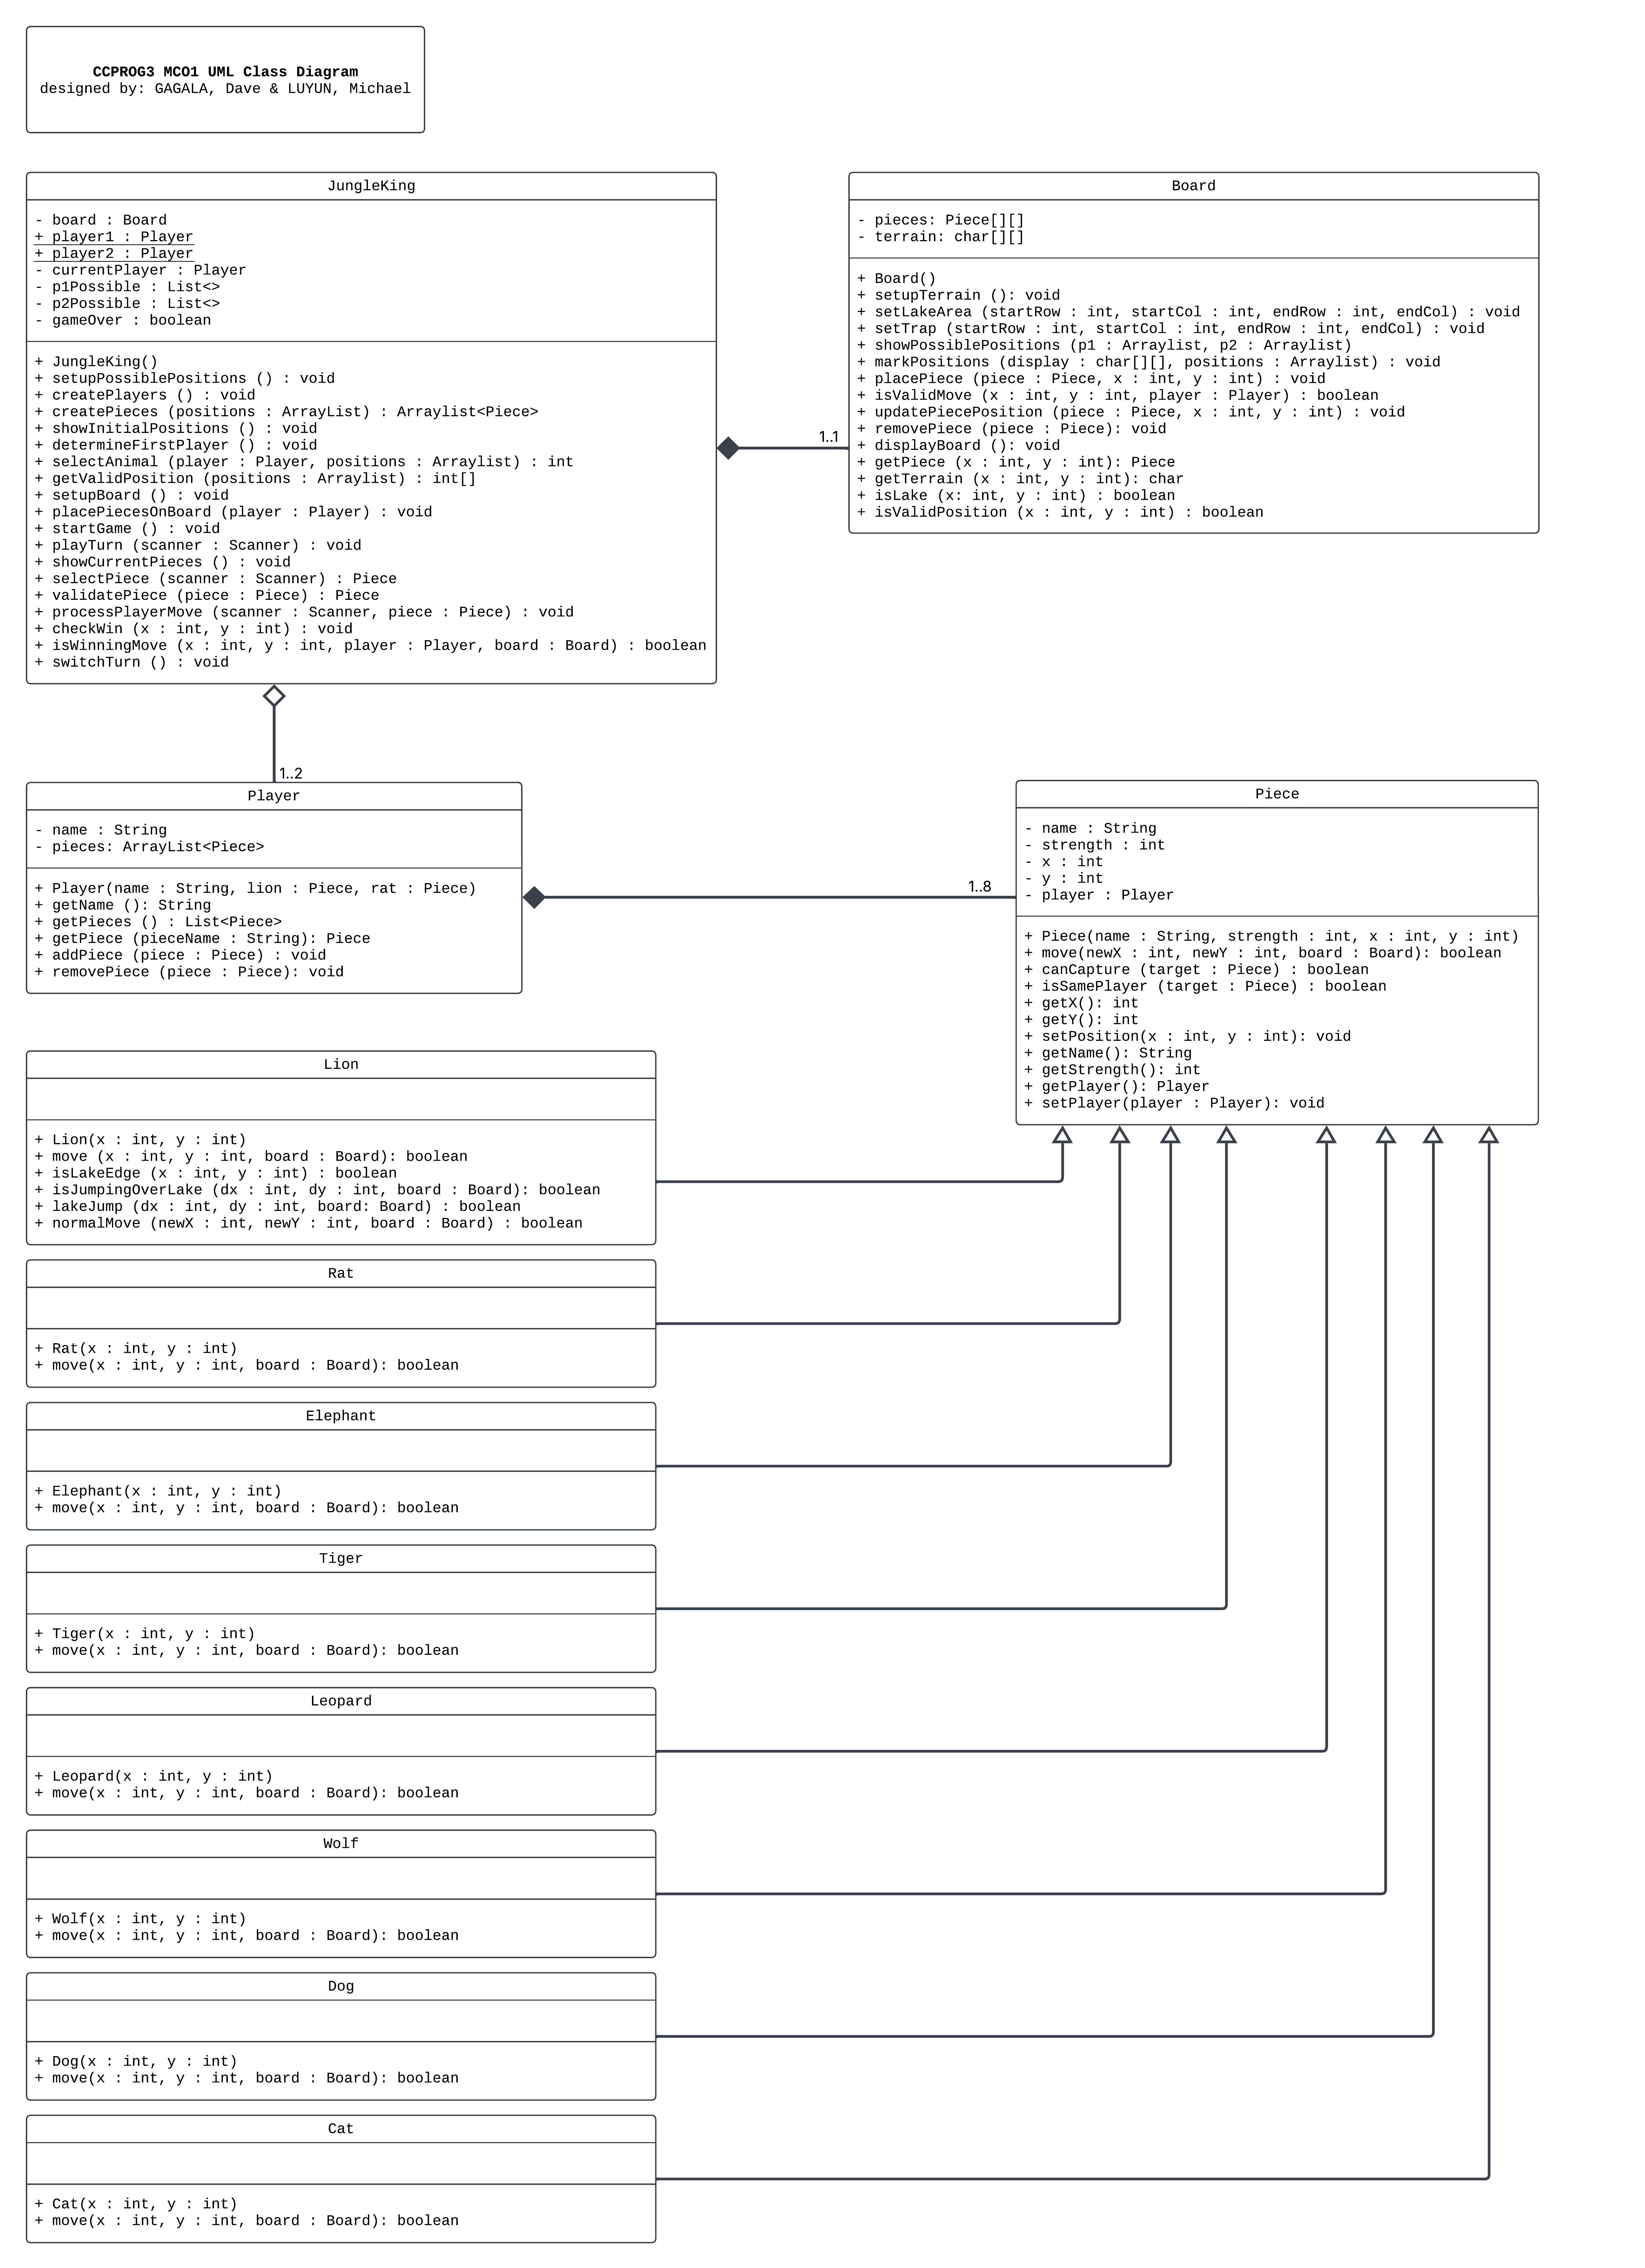 CCPROG3 MCO1 UML Class Diagram
designed by: GAGALA, Dave & LUYUN, Michael
JungleKing
- board : Board
+ player1 : Player
+ player2 : Player
- currentPlayer : Player
- p1Possible : List<>
- p2Possible : List<>
- gameOver : boolean
+ JungleKing()
+ setupPossiblePositions () : void
+ createPlayers () : void
+ createPieces (positions : ArrayList) : Arraylist<Piece>
+ showInitialPositions () : void
+ determineFirstPlayer () : void
+ selectAnimal (player : Player, positions : Arraylist) : int
+ getValidPosition (positions : Arraylist) : int[]
+ setupBoard () : void
+ placePiecesOnBoard (player : Player) : void
+ startGame () : void
+ playTurn (scanner : Scanner) : void
+ showCurrentPieces () : void
+ selectPiece (scanner : Scanner) : Piece
+ validatePiece (piece : Piece) : Piece
+ processPlayerMove (scanner : Scanner, piece : Piece) : void
+ checkWin (x : int, y : int) : void
+ isWinningMove (x : int, y : int, player : Player, board : Board) : boolean
+ switchTurn () : void
1..1
Board
- pieces: Piece[][]
- terrain: char[][]
+ Board()
+ setupTerrain (): void
+ setLakeArea (startRow : int, startCol : int, endRow : int, endCol) : void
+ setTrap (startRow : int, startCol : int, endRow : int, endCol) : void
+ showPossiblePositions (p1 : Arraylist, p2 : Arraylist)
+ markPositions (display : char[][], positions : Arraylist) : void
+ placePiece (piece : Piece, x : int, y : int) : void
+ isValidMove (x : int, y : int, player : Player) : boolean
+ updatePiecePosition (piece : Piece, x : int, y : int) : void
+ removePiece (piece : Piece): void
+ displayBoard (): void
+ getPiece (x : int, y : int): Piece
+ getTerrain (x : int, y : int): char
+ isLake (x: int, y : int) : boolean
+ isValidPosition (x : int, y : int) : boolean
1..2
Player
- name : String
- pieces: ArrayList<Piece>
+ Player(name : String, lion : Piece, rat : Piece)
+ getName (): String
+ getPieces () : List<Piece>
+ getPiece (pieceName : String): Piece
+ addPiece (piece : Piece) : void
+ removePiece (piece : Piece): void
1..8
Piece
- name : String
- strength : int
- x : int
- y : int
- player : Player
+ Piece(name : String, strength : int, x : int, y : int)
+ move(newX : int, newY : int, board : Board): boolean
+ canCapture (target : Piece) : boolean
+ isSamePlayer (target : Piece) : boolean
+ getX(): int
+ getY(): int
+ setPosition(x : int, y : int): void
+ getName(): String
+ getStrength(): int
+ getPlayer(): Player
+ setPlayer(player : Player): void
Lion
+ Lion(x : int, y : int)
+ move (x : int, y : int, board : Board): boolean
+ isLakeEdge (x : int, y : int) : boolean
+ isJumpingOverLake (dx : int, dy : int, board : Board): boolean
+ lakeJump (dx : int, dy : int, board: Board) : boolean
+ normalMove (newX : int, newY : int, board : Board) : boolean
Rat
+ Rat(x : int, y : int)
+ move(x : int, y : int, board : Board): boolean
Elephant
+ Elephant(x : int, y : int)
+ move(x : int, y : int, board : Board): boolean
Tiger
+ Tiger(x : int, y : int)
+ move(x : int, y : int, board : Board): boolean
Leopard
+ Leopard(x : int, y : int)
+ move(x : int, y : int, board : Board): boolean
Wolf
+ Wolf(x : int, y : int)
+ move(x : int, y : int, board : Board): boolean
Dog
+ Dog(x : int, y : int)
+ move(x : int, y : int, board : Board): boolean
Cat
+ Cat(x : int, y : int)
+ move(x : int, y : int, board : Board): boolean